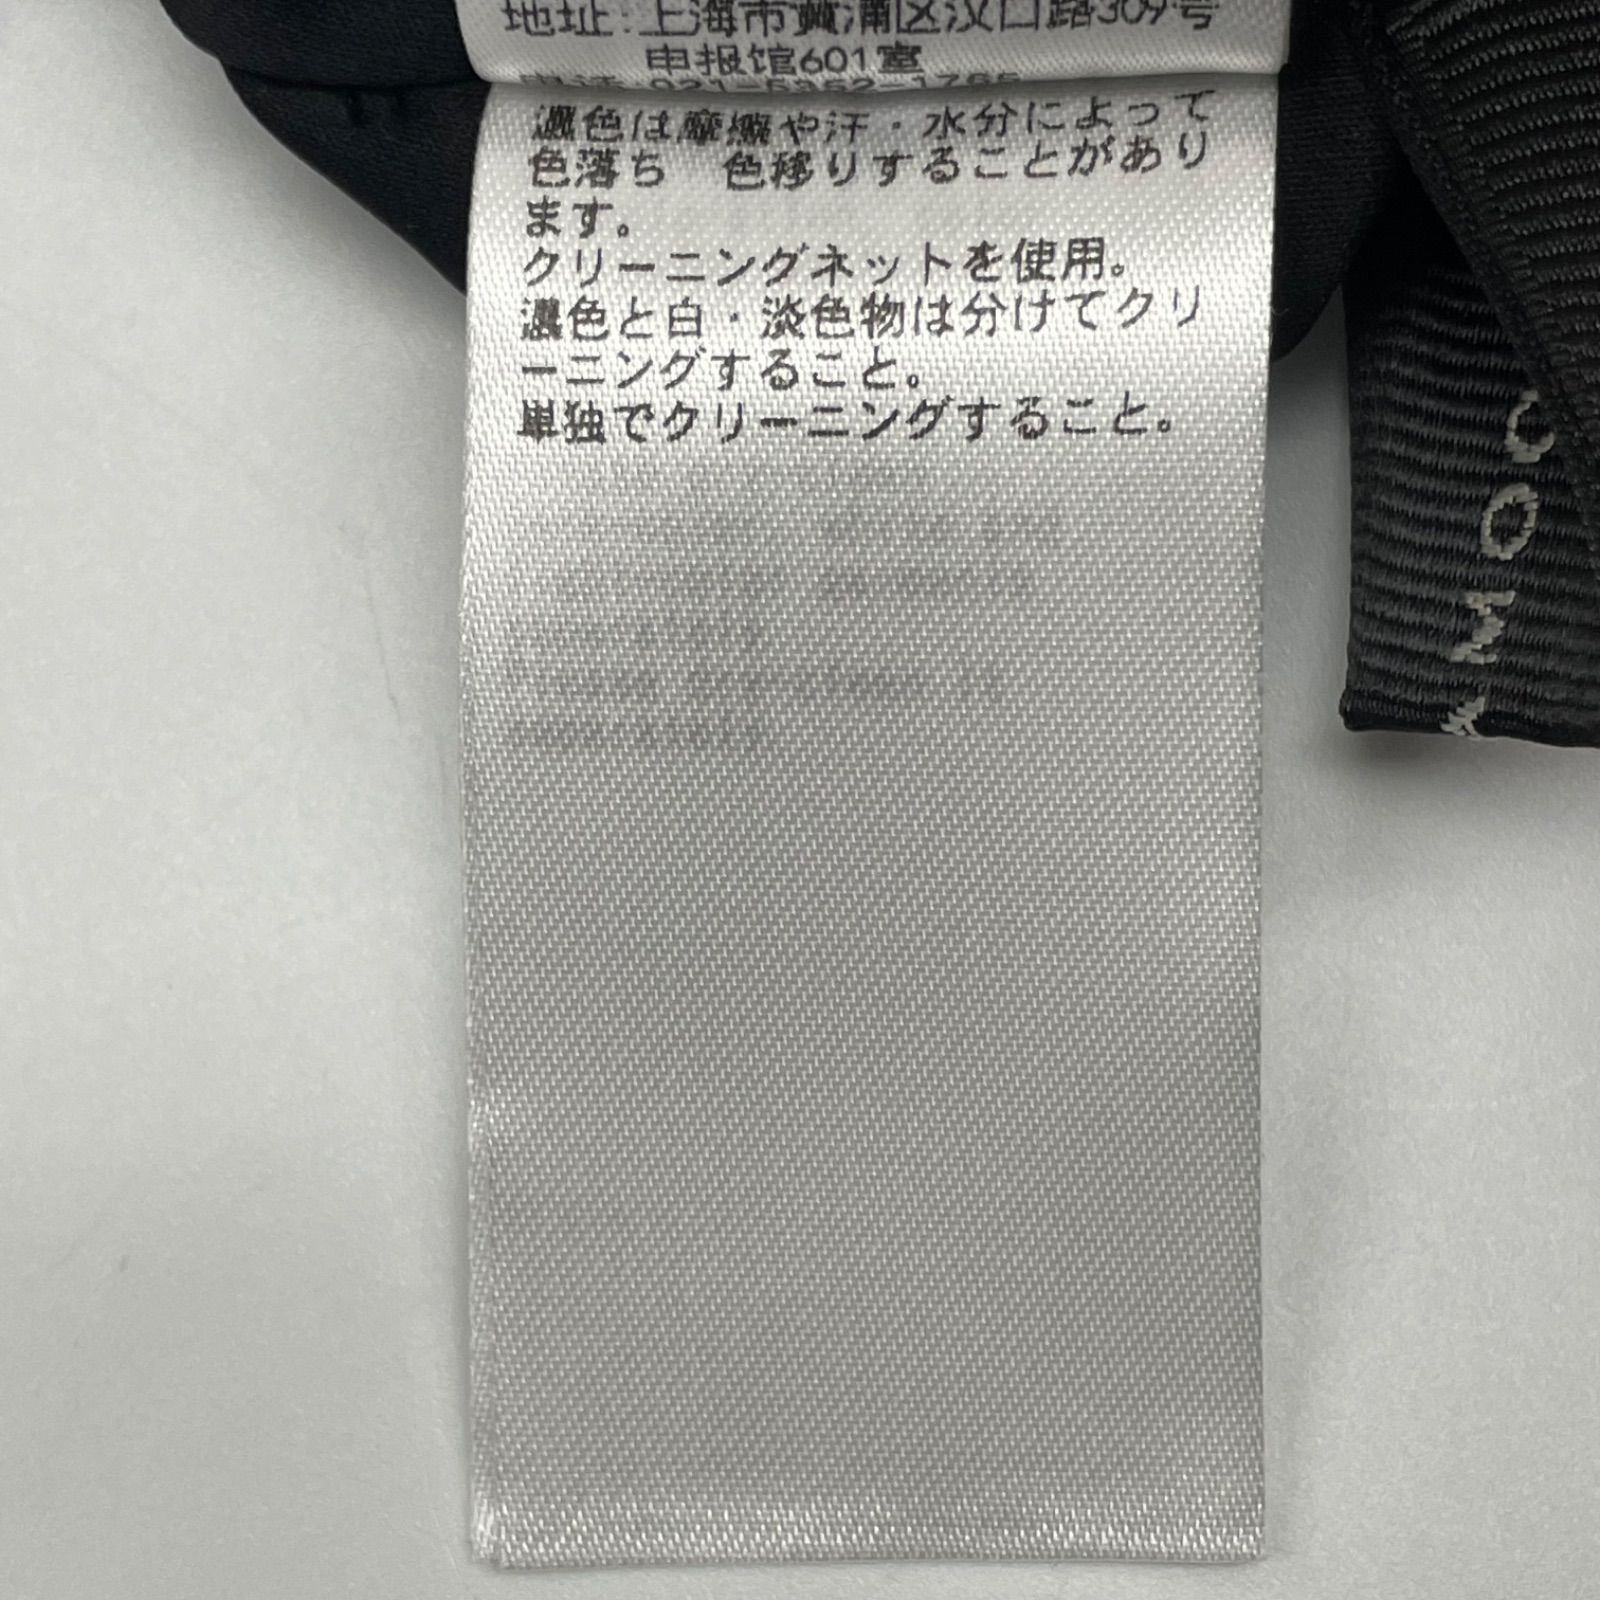 地址:上海市黄浦区汉口路309号
申报馆601室
濃色は摩擦や汗・水分によって
色落ち 色移りすることがあり
ます。
クリーニングネットを使用。
濃色と白・淡色物は分けてクリ
ーニングすること。
単独でクリーニングすること。